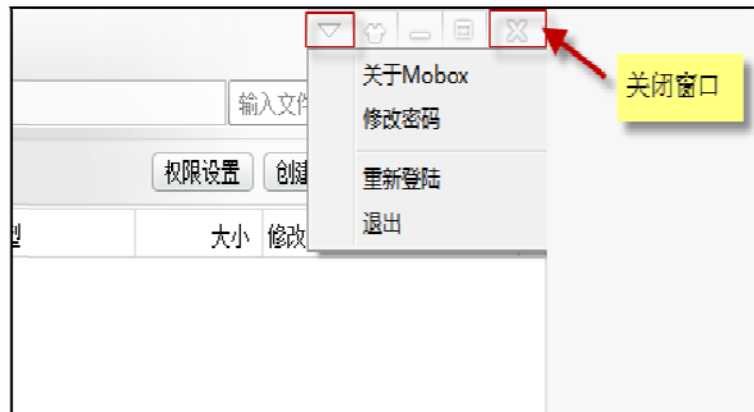 关于Mobox
关闭窗口
输入文件
修改密码
权限设置
创建
重新登陆
型
大小
修改
退出